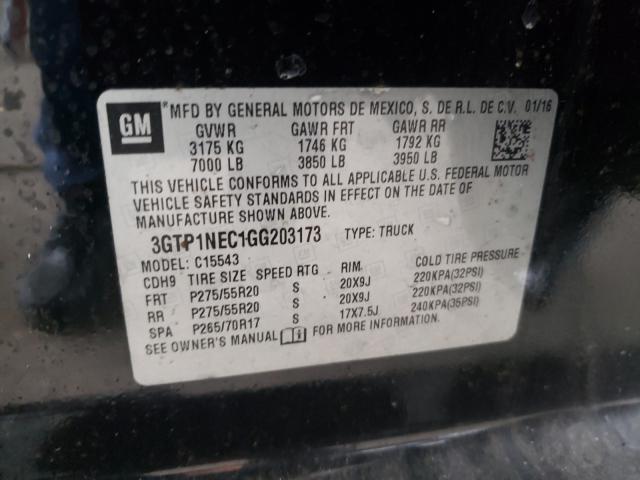 GM
*MFD BY GENERAL MOTORS DE MEXICO, S. DE R.L. DE C.V. 01/16
GVWR GAWR FRT GAWR RR
3175 KG 1746 KG 1792 KG
7000 LB 3850 LB 3950 LB
THIS VEHICLE CONFORMS TO ALL APPLICABLE U.S. FEDERAL MOTOR
VEHICLE SAFETY STANDARDS IN EFFECT ON THE DATE OF
MANUFACTURE SHOWN ABOVE.
3GTP1NEC1GG203173 TYPE: TRUCK
MODEL: C15543
CDH9 TIRE SIZE SPEED RTG RIM COLD TIRE PRESSURE
FRT P275/55R20 S 20X9J 220KPA(32PSI)
RR P275/55R20 S 20X9J 220KPA(32PSI)
SPA P265/70R17 S 17X7.5J 240KPA(35PSI)
SEE OWNER'S MANUAL FOR MORE INFORMATION.